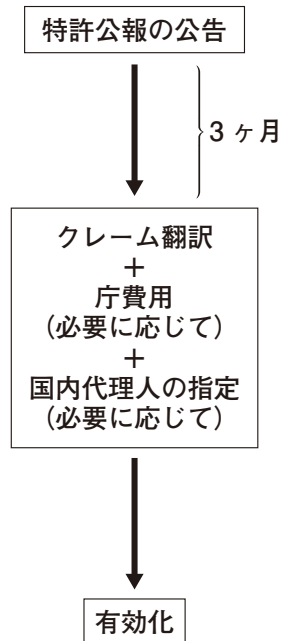 特許公報の公告
3 ヶ月
クレーム翻訳
+
庁費用
(必要に応じて)
+
国内代理人の指定
(必要に応じて)
有効化